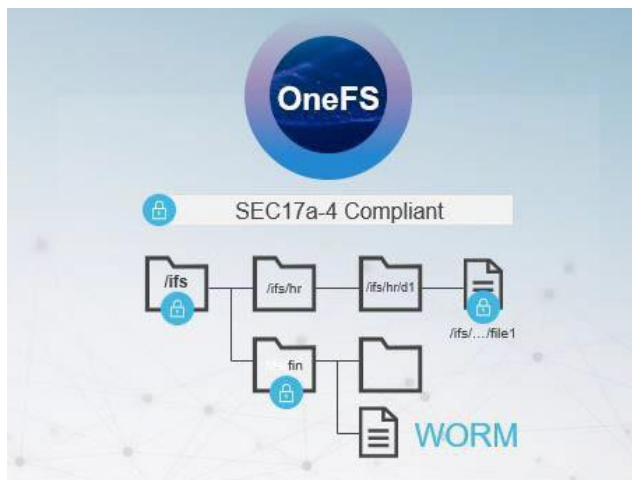 OneFS
SEC17a-4 Compliant
/ifs
/ifs/hr
/ifs/hr/d1
/ifs/…/file1
fin
WORM